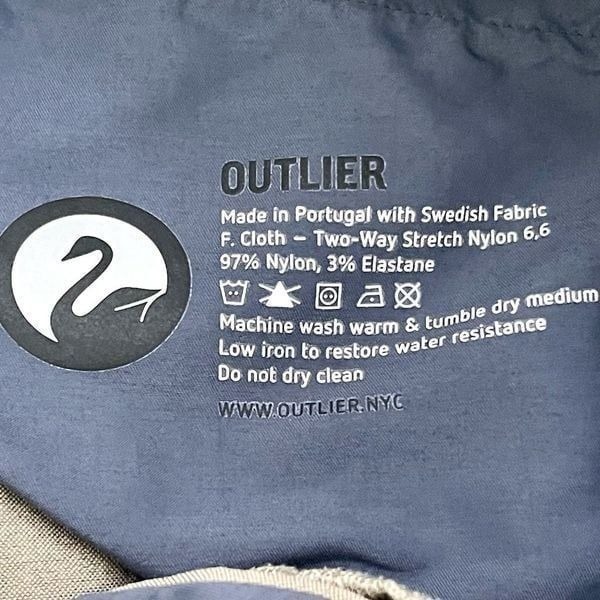 OUTLIER
Made in Portugal with Swedish Fabric
F. Cloth – Two-Way Stretch Nylon 6,6
97% Nylon, 3% Elastane
Machine wash warm & tumble dry medium
Low iron to restore water resistance
Do not dry clean
WWW.OUTLIER.NYC